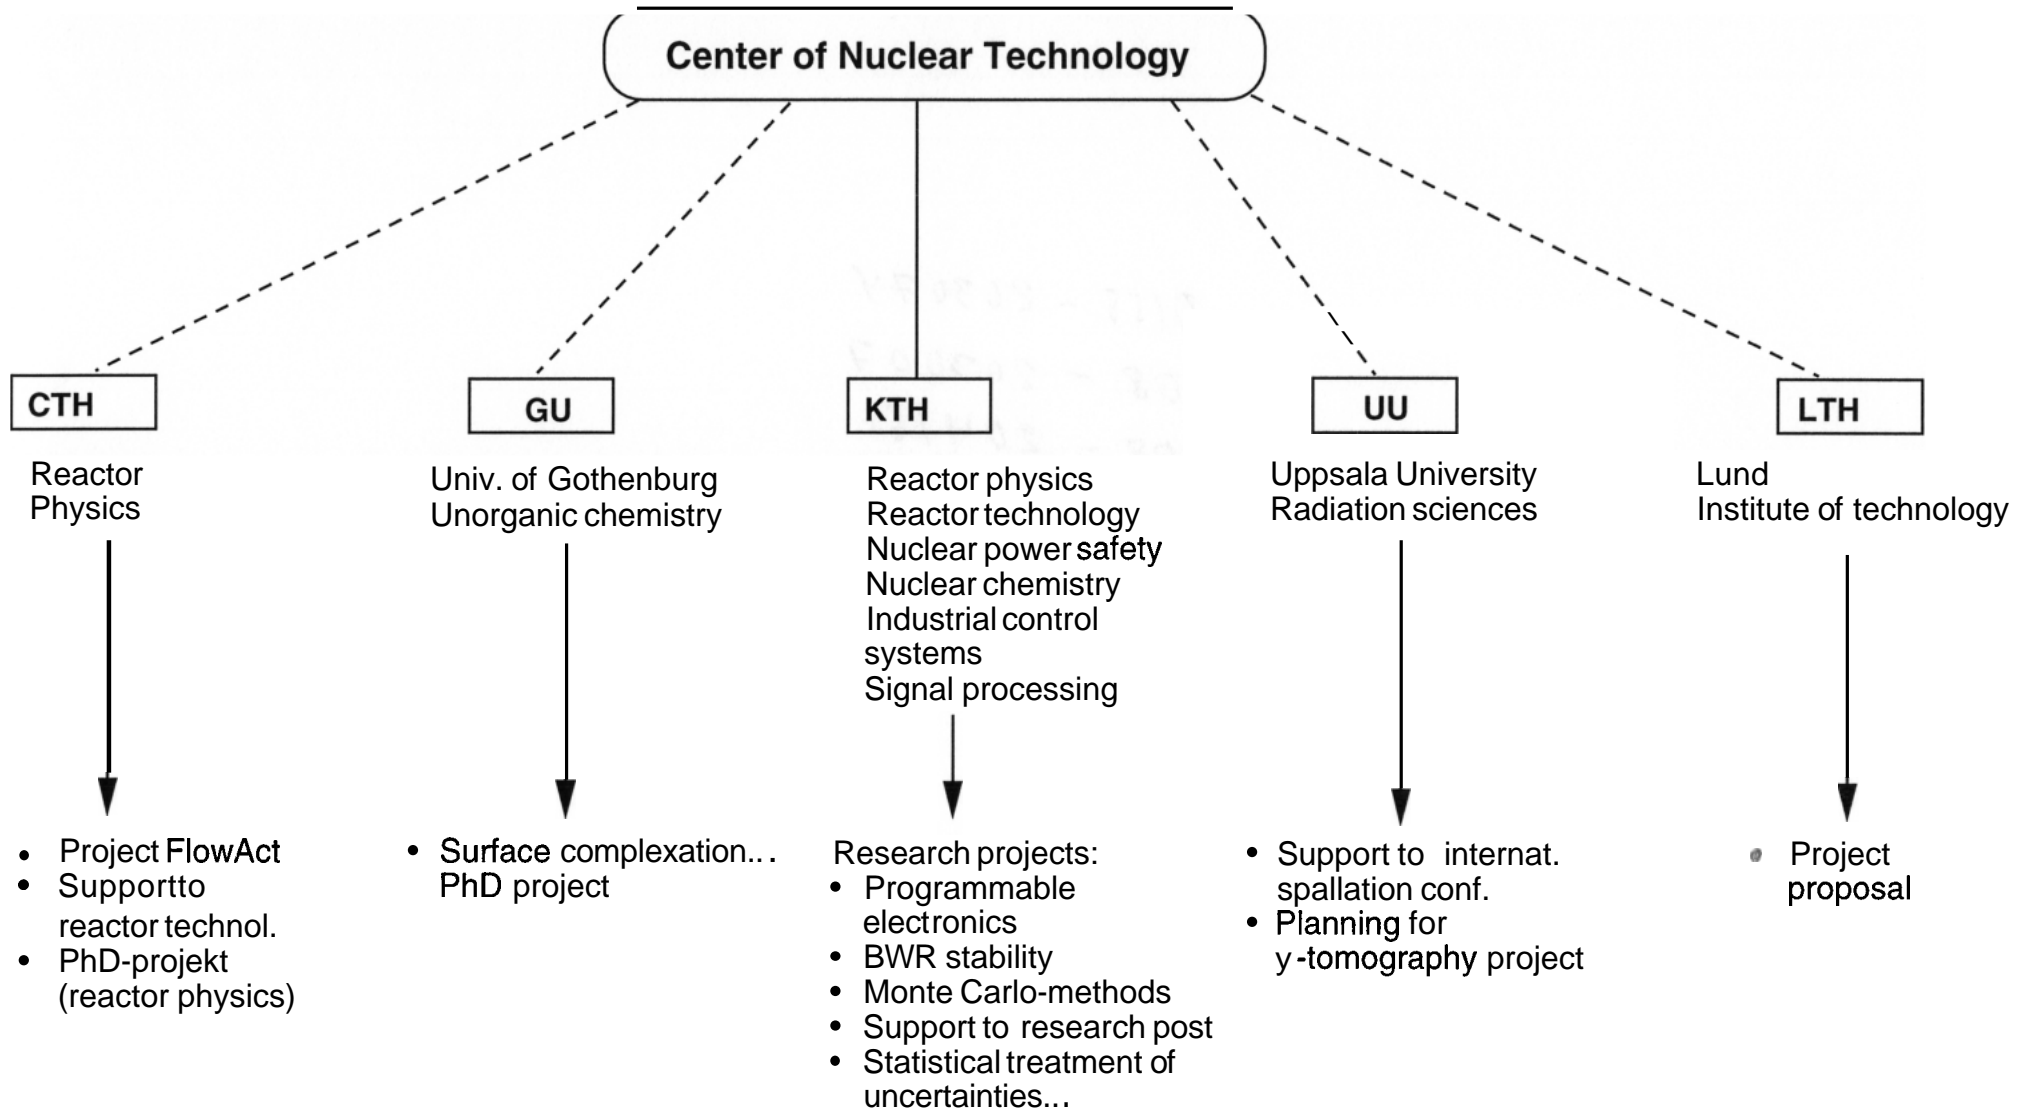 Center of Nuclear Technology
CTH
Reactor
Physics
• Project FlowAct
• Supportto
reactor technol.
• PhD-projekt
(reactor physics)
GU
Univ. of Gothenburg
Unorganic chemistry
• Surface complexation...
PhD project
KTH
Reactor physics
Reactor technology
Nuclear power safety
Nuclear chemistry
Industrial control
systems
Signal processing
Research projects:
• Programmable
electronics
• BWR stability
• Monte Carlo-methods
• Support to research post
• Statistical treatment of
uncertainties...
UU
Uppsala University
Radiation sciences
• Support to internat.
spallation conf.
• Planning for
y-tomography project
LTH
Lund
Institute of technology
• Project
proposal